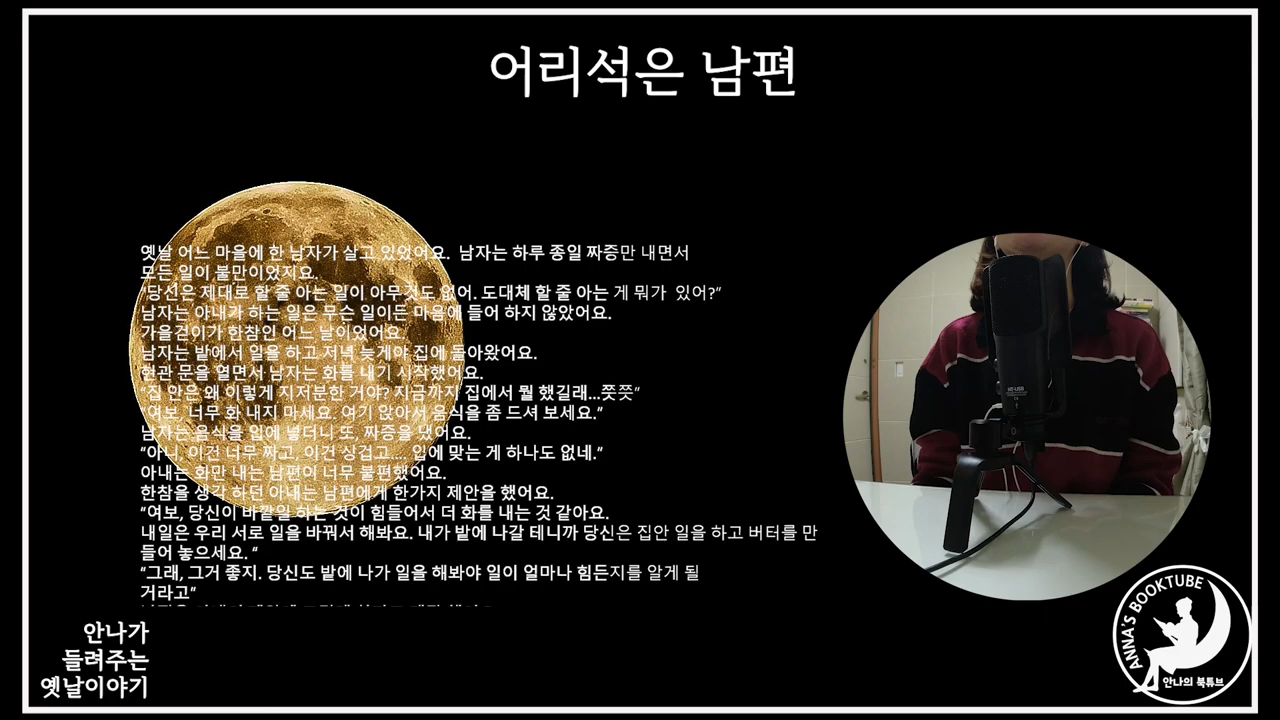 어리석은 남편
옛날 어느 마을에 한 남자가 살고 있었어요. 남자는 하루 종일 짜증만 내면서
모든 일이 불만이었지요.
“당신은 제대로 할 줄 아는 일이 아무것도 없어. 도대체 할 줄 아는 게 뭐가 있어?”
남자는 아내가 하는 일은 무슨 일이든 마음에 들어 하지 않았어요.
가을걷이가 한참인 어느 날이었어요.
남자는 밭에서 일을 하고 저녁 늦게야 집에 돌아왔어요.
현관 문을 열면서 남자는 화를 내기 시작했어요.
“집 안은 왜 이렇게 지저분한 거야? 지금까지 집에서 뭘 했길래...쯧쯧”
“여보, 너무 화 내지 마세요. 여기 앉아서 음식을 좀 드셔 보세요.”
남자는 음식을 입에 넣더니 또, 짜증을 냈어요.
“아니, 이건 너무 짜고, 이건 싱겁고.... 입에 맞는 게 하나도 없네.”
아내는 화만 내는 남편이 너무 불편했어요.
한참을 생각 하던 아내는 남편에게 한가지 제안을 했어요.
“여보, 당신이 바깥일 하는 것이 힘들어서 더 화를 내는 것 같아요.
내일은 우리 서로 일을 바꿔서 해봐요. 내가 밭에 나갈 테니까 당신은 집안 일을 하고 버터를 만
들어 놓으세요. “
“그래, 그거 좋지. 당신도 밭에 나가 일을 해봐야 일이 얼마나 힘든지를 알게 될
거라고”
안나가
들려주는
옛날이야기
ANNA'S BOOKTUBE
안나의 북튜브